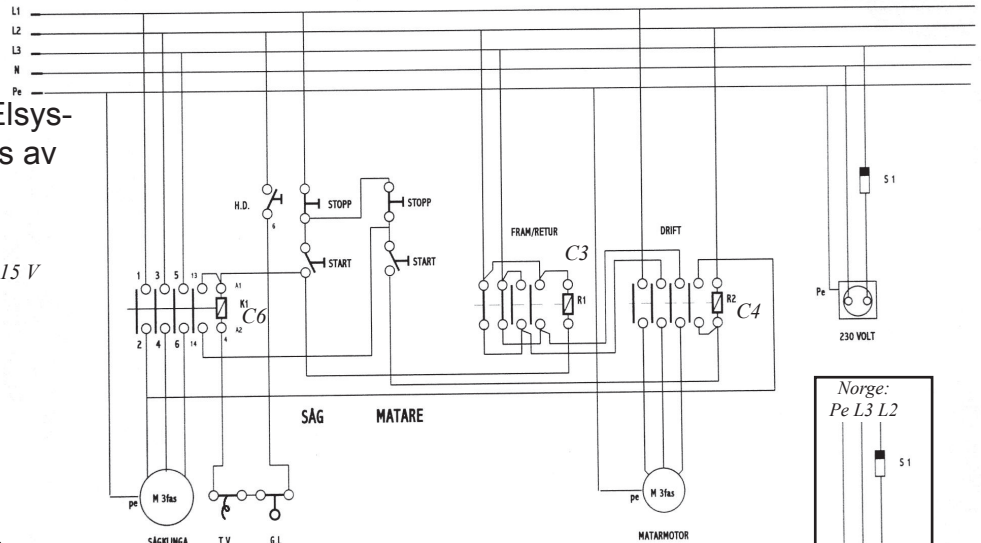 L1
L2
L3
N
Pe
Elsys-
s av
15 V
H.D.
6
STOPP
STOPP
START
START
FRAM/RETUR
C3
R1
DRIFT
R2
C4
S 1
Pe
230 VOLT
1 3 5 13 A1
K1
C6
2 4 6 14 A2
4
SÅG MATARE
Norge:
Pe L3 L2
S 1
pe
M 3fas
SÅGKLINGA
T.V.
G.L.
pe
M 3fas
MATARMOTOR